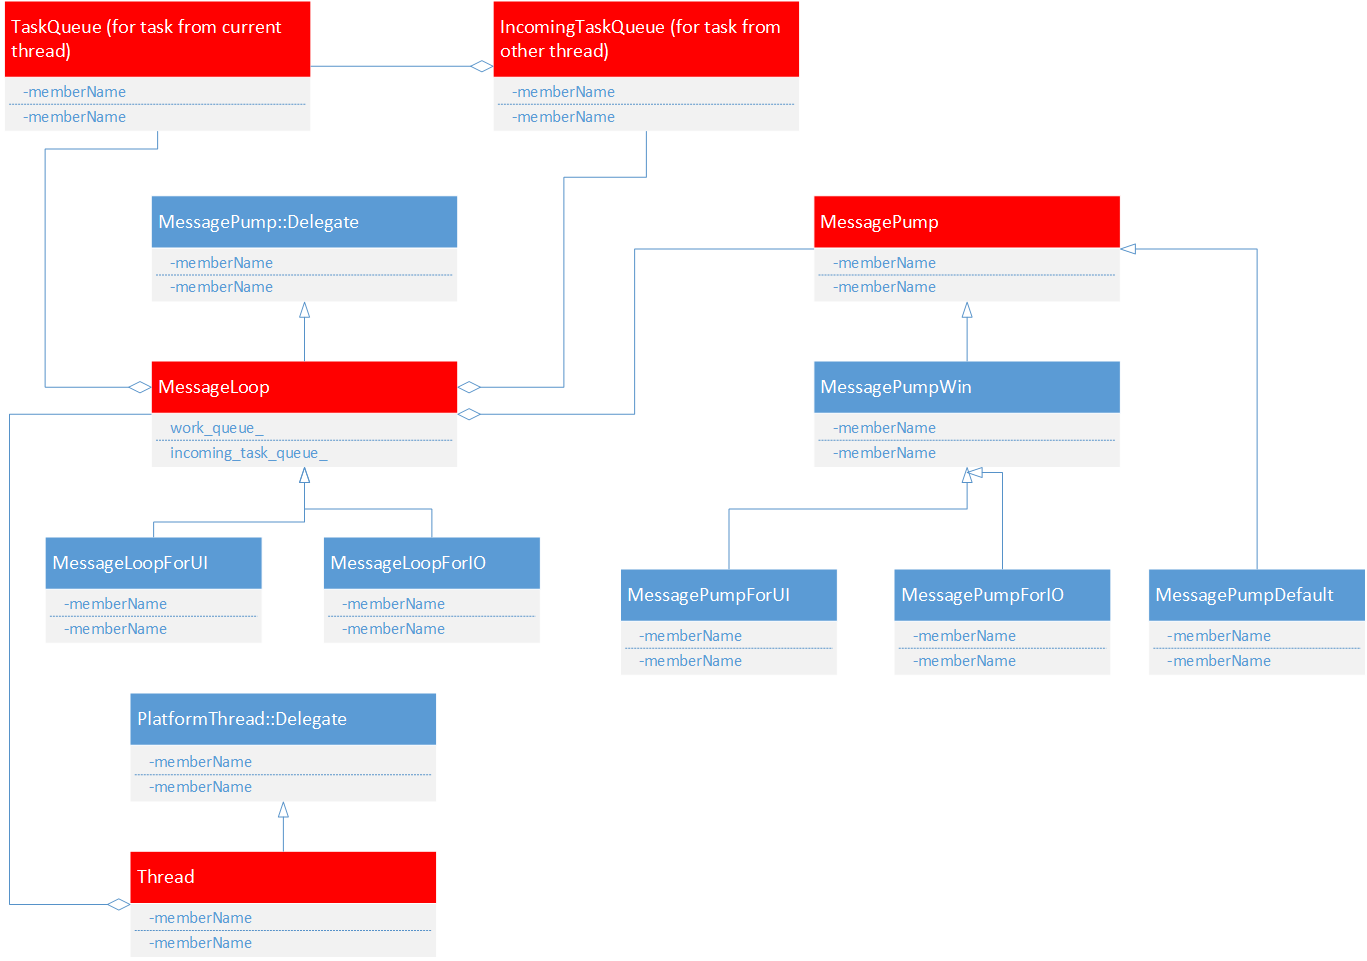 TaskQueue (for task from current
thread)
-memberName
-memberName
IncomingTaskQueue (for task from
other thread)
-memberName
-memberName
MessagePump::Delegate
-memberName
-memberName
MessagePump
-memberName
-memberName
MessageLoop
work_queue_
incoming_task_queue_
MessagePumpWin
-memberName
-memberName
MessageLoopForUI
-memberName
-memberName
MessageLoopForIO
-memberName
-memberName
MessagePumpForUI
-memberName
-memberName
MessagePumpForIO
-memberName
-memberName
MessagePumpDefault
-memberName
-memberName
PlatformThread::Delegate
-memberName
-memberName
Thread
-memberName
-memberName